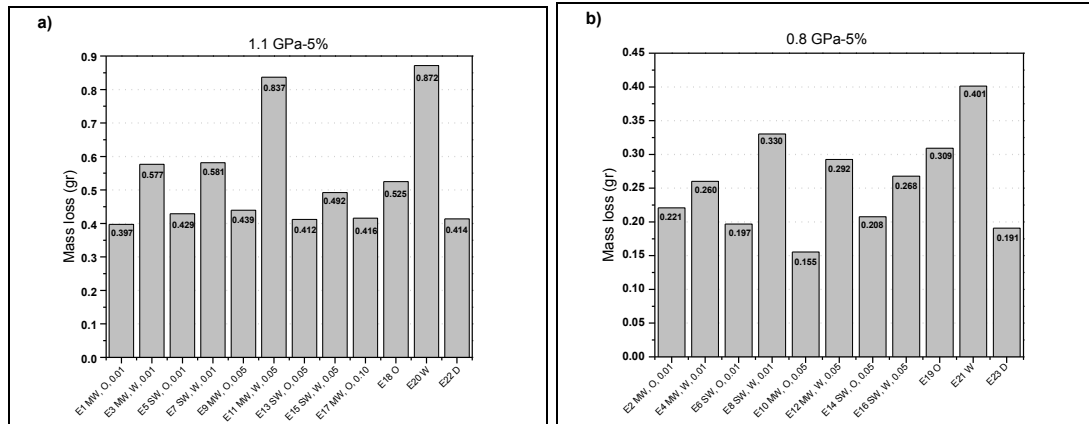 a)
1.1 GPa-5%
Mass loss (gr)
0.9
0.8
0.7
0.6
0.5
0.4
0.3
0.2
0.1
0.0
0.397
0.577
0.429
0.581
0.439
0.837
0.412
0.492
0.416
0.525
0.872
0.414
E1 MW, O, 0.01
E3 MW, W, 0.01
E5 SW, O, 0.01
E7 SW, W, 0.01
E9 MW, O, 0.05
E11 MW, W, 0.05
E13 SW, O, 0.05
E15 SW, W, 0.05
E17 MW, O, 0.10
E18 O
E20 W
E22 D
b)
0.8 GPa-5%
Mass loss (gr)
0.45
0.40
0.35
0.30
0.25
0.20
0.15
0.10
0.05
0.00
0.221
0.260
0.197
0.330
0.155
0.292
0.208
0.268
0.309
0.401
0.191
E2 MW, O, 0.01
E4 MW, W, 0.01
E6 SW, O, 0.01
E8 SW, W, 0.01
E10 MW, O, 0.05
E12 MW, W, 0.05
E14 SW, O, 0.05
E16 SW, W, 0.05
E19 O
E21 W
E23 D